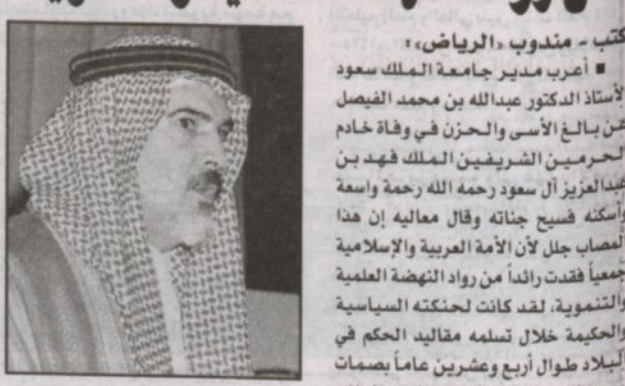 كتب - مندوب «الرياض»:
■ أعرب مدير جامعة الملك سعود
الأستاذ الدكتور عبدالله بن محمد الفيصل
عن بالغ الأسى والحزن في وفاة خادم
الحرمين الشريفين الملك فهد بن
عبدالعزيز آل سعود رحمه الله رحمة واسعة
وأسكنه فسيح جناته وقال معاليه إن هذا
المصاب جلل لأن الأمة العربية والإسلامية
جمعياً فقدت رائداً من رواد النهضة العلمية
والتنموية، لقد كانت لحنكته السياسية
والحكيمة خلال تسلمه مقاليد الحكم في
البلاد طوال أربع وعشرين عاماً بصمات